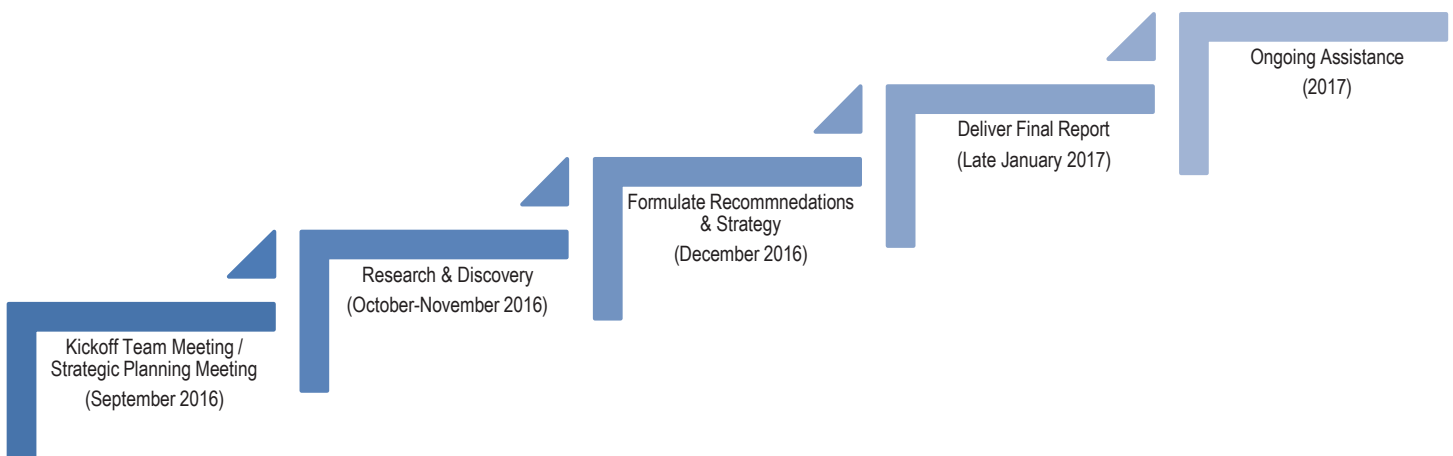 Kickoff Team Meeting /
Strategic Planning Meeting
(September 2016)
Research & Discovery
(October-November 2016)
Formulate Recommnedations
& Strategy
(December 2016)
Deliver Final Report
(Late January 2017)
Ongoing Assistance
(2017)